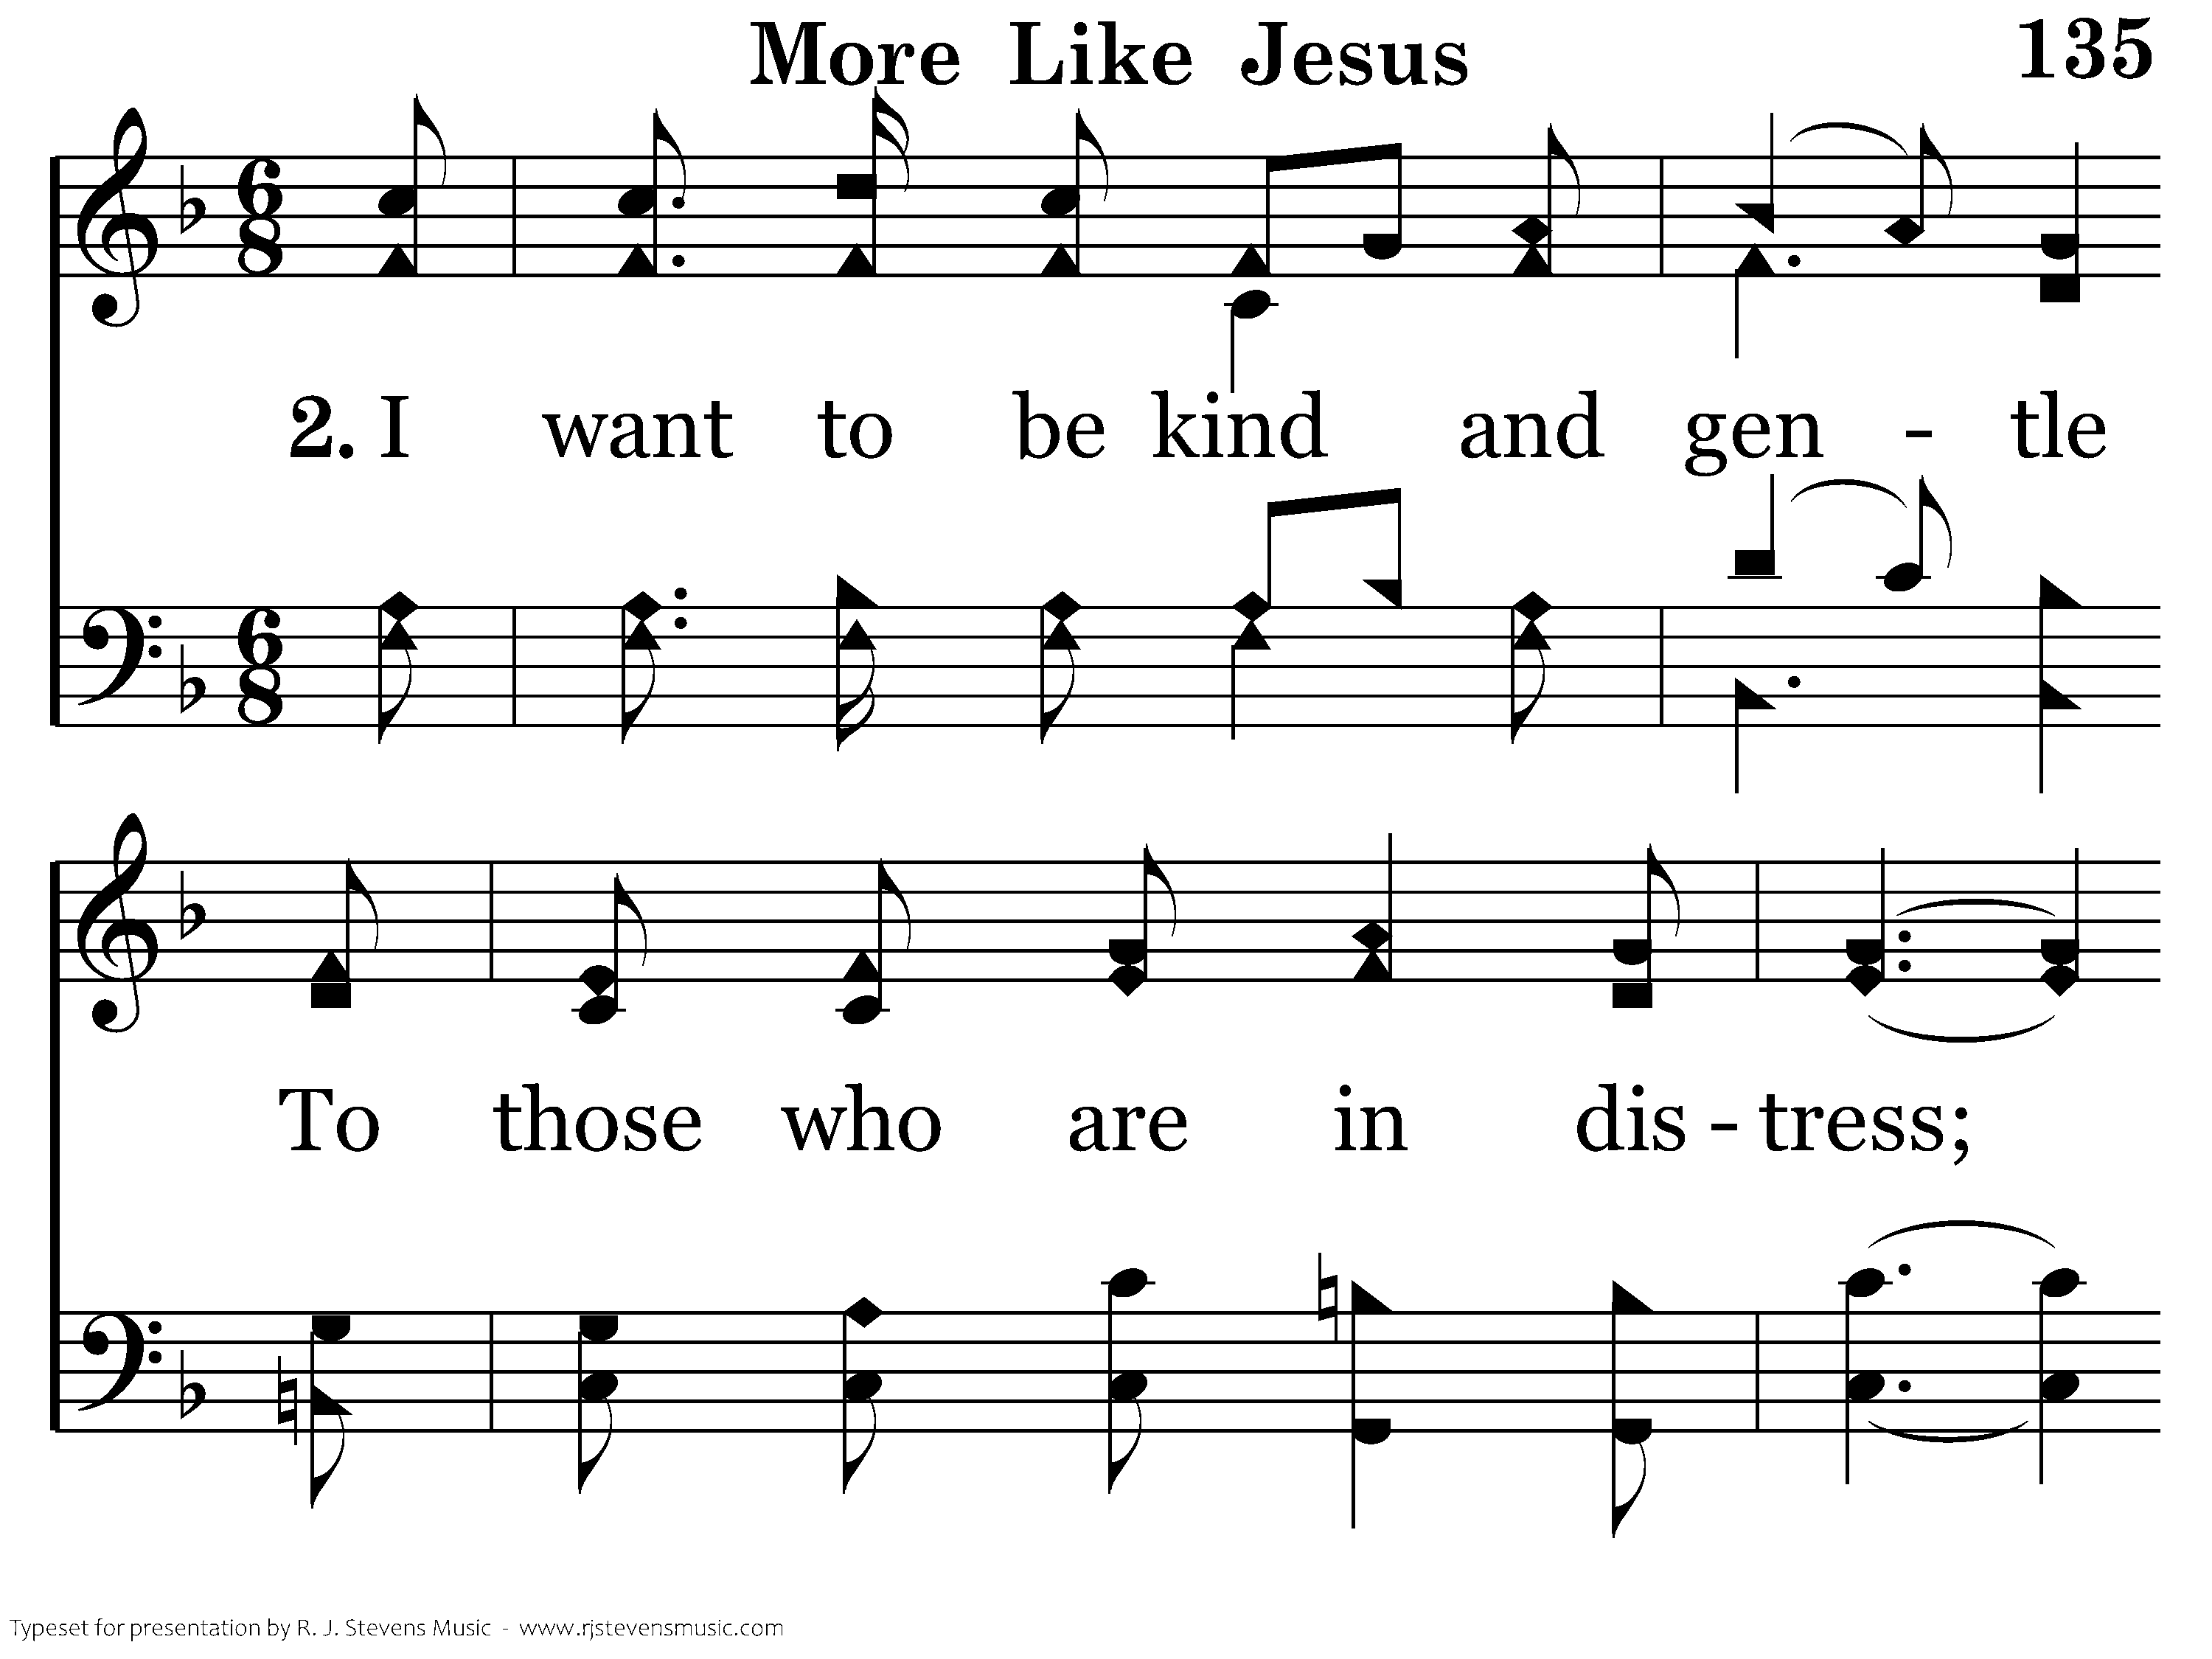 More Like Jesus 135
2. I want to be kind and gen - tle
To those who are in dis - tress;
Typeset for presentation by R. J. Stevens Music - www.rjstevensmusic.com